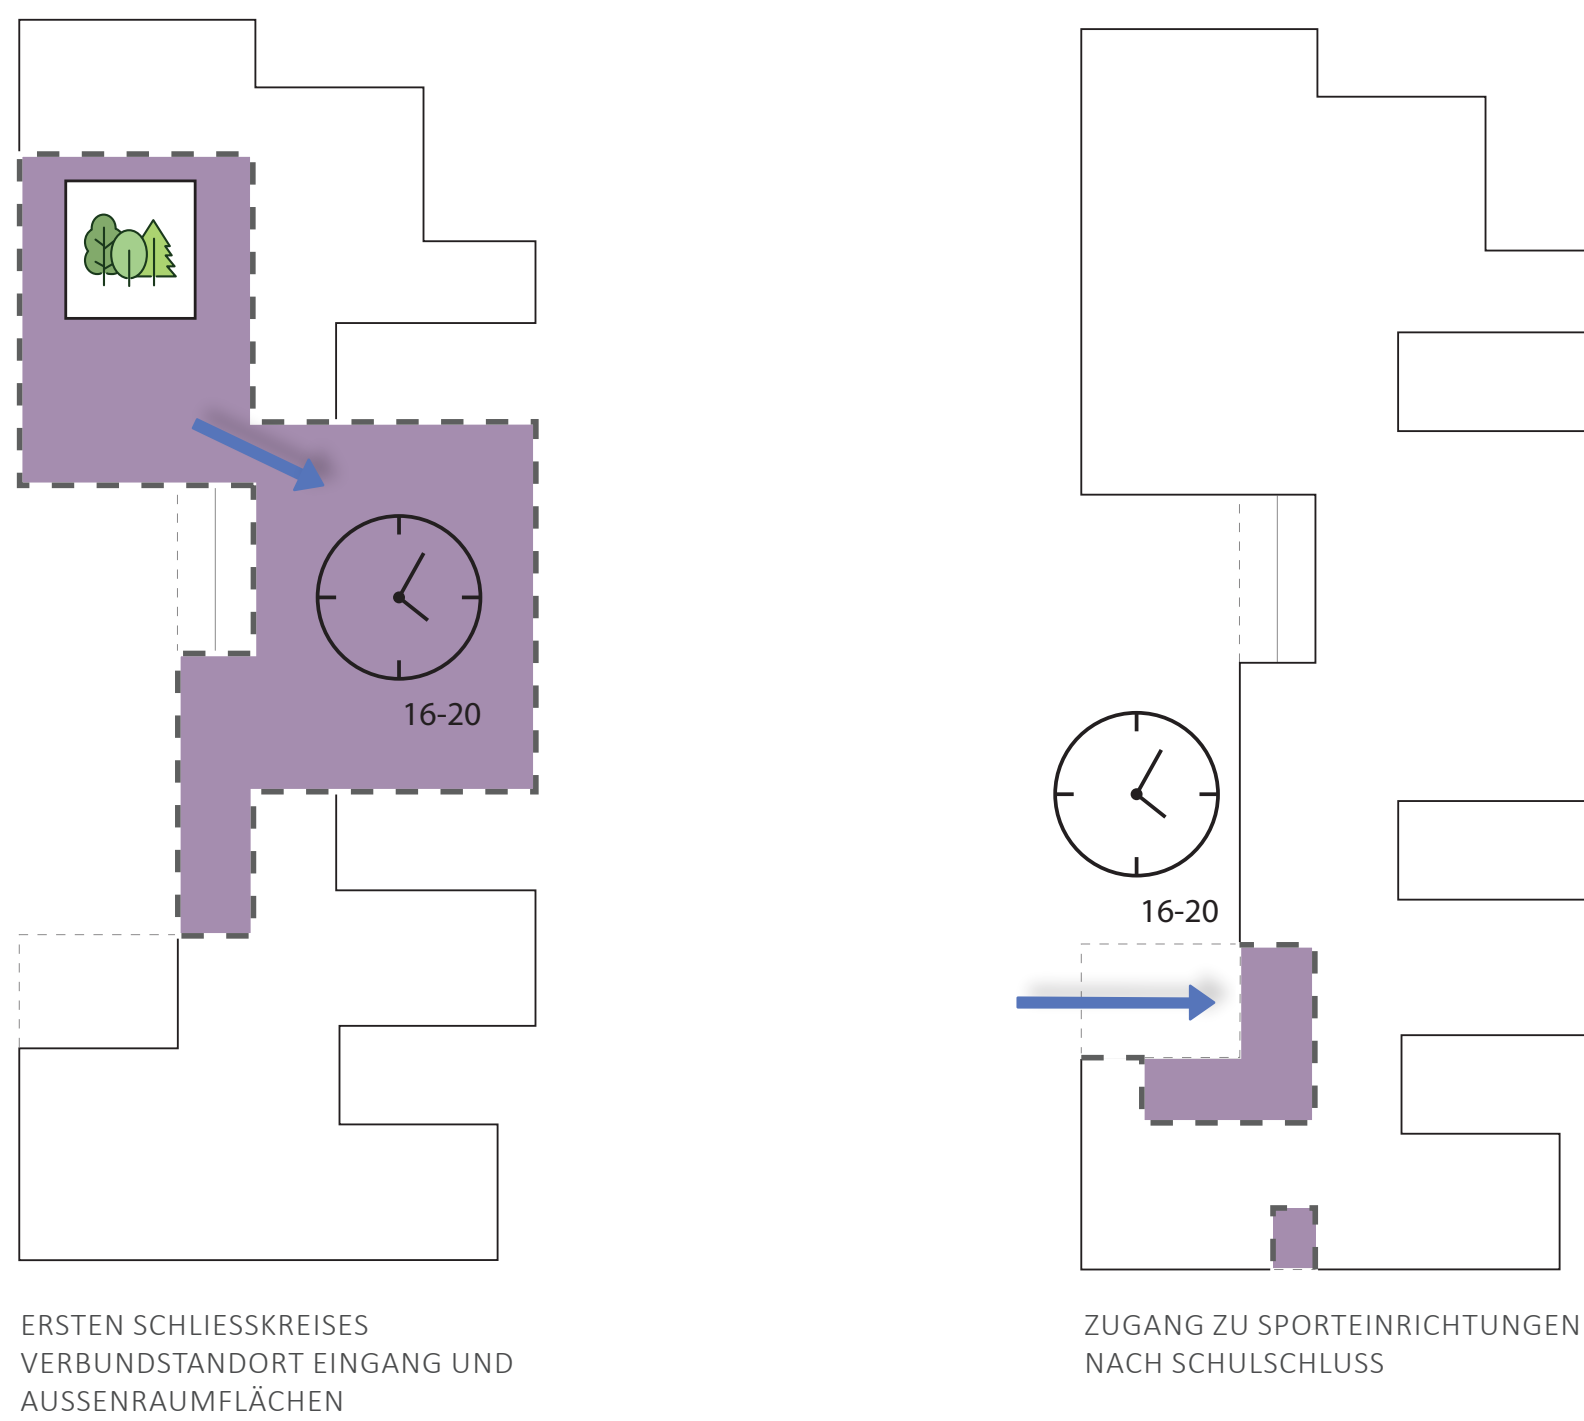 16-20
16-20
ERSTEN SCHLIESSKREISES
VERBUNDSTANDORT EINGANG UND
AUSSENRAUMFLÄCHEN
ZUGANG ZU SPORTEINRICHTUNGEN
NACH SCHULSCHLUSS